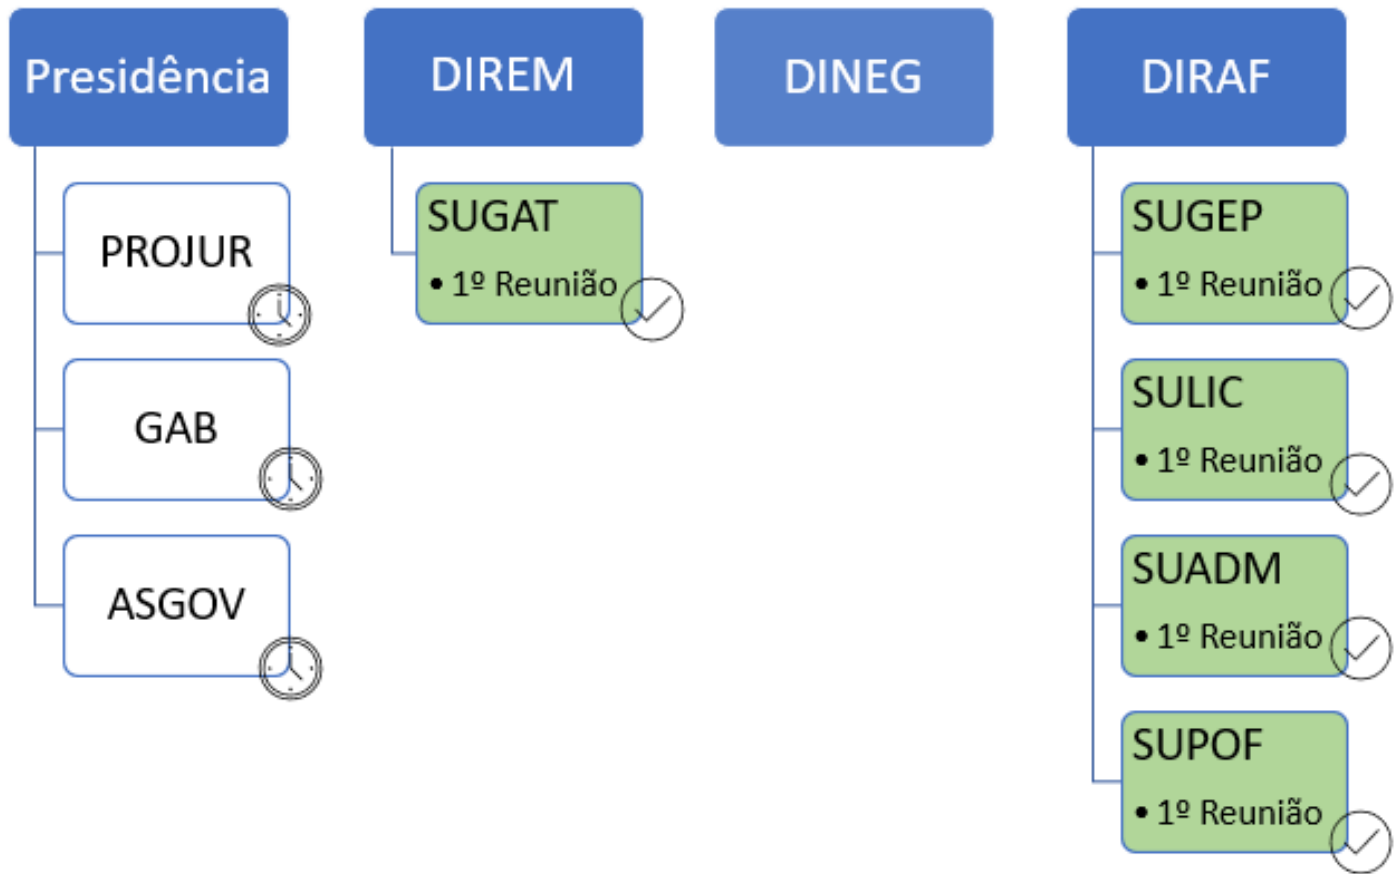 Presidência
PROJUR
GAB
ASGOV
DIREM
SUGAT
• 1º Reunião
DINEG
DIRAF
SUGEP
• 1º Reunião
SULIC
• 1º Reunião
SUADM
• 1º Reunião
SUPOF
• 1º Reunião